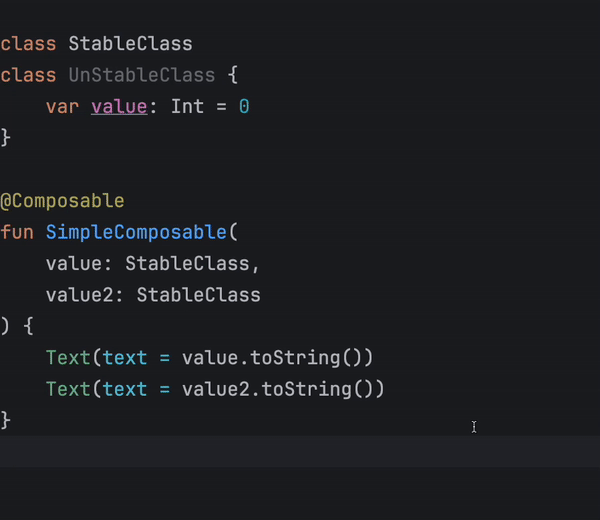 class StableClass
class UnStableClass {
    var value: Int = 0
}
@Composable
fun SimpleComposable(
    value: StableClass,
    value2: StableClass
) {
    Text(text = value.toString())
    Text(text = value2.toString())
}